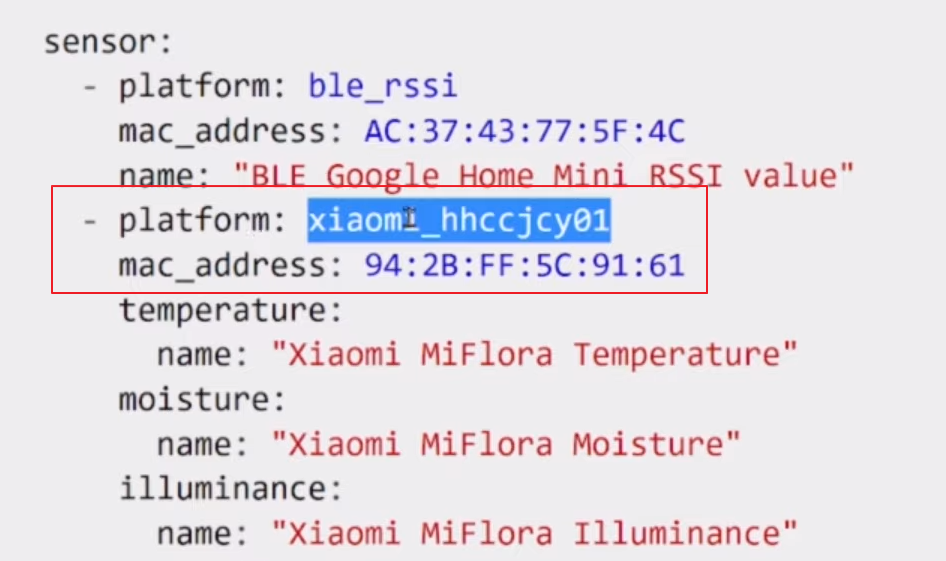 sensor:
- platform: ble_rssi
mac_address: AC:37:43:77:5F:4C
name: "BLE Google Home Mini RSSI value"
- platform: xiaomi_hhccjcy01
mac_address: 94:2B:FF:5C:91:61
temperature:
name: "Xiaomi MiFlora Temperature"
moisture:
name: "Xiaomi MiFlora Moisture"
illuminance:
name: "Xiaomi MiFlora Illuminance"